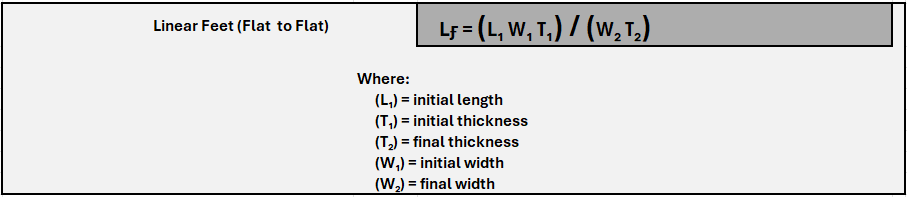 Linear Feet (Flat to Flat)
LƑ = (L₁ W₁ T₁) / (W₂ T₂)
Where:
(L₁) = initial length
(T₁) = initial thickness
(T₂) = final thickness
(W₁) = initial width
(W₂) = final width